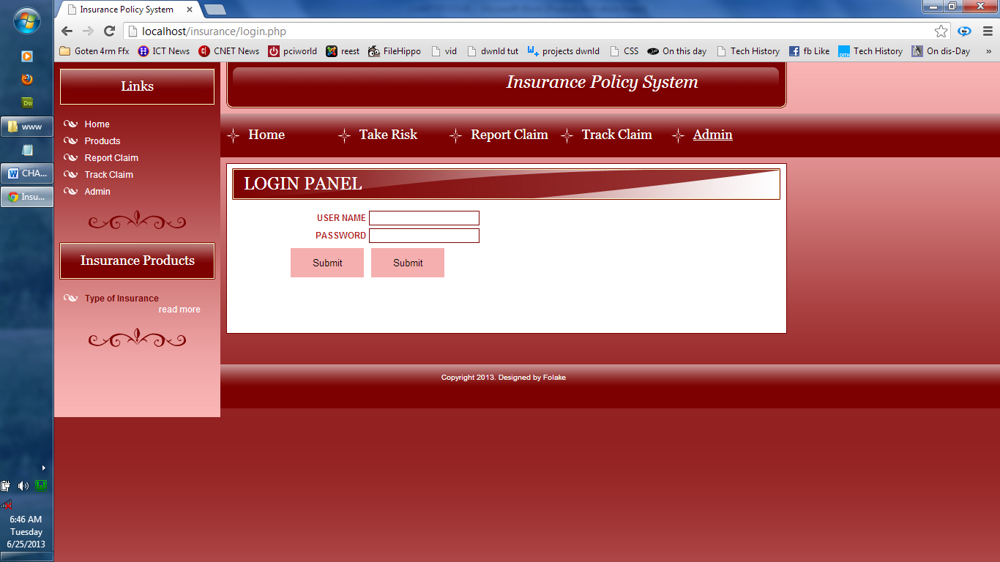 Insurance Policy System
localhost/insurance/login.php
Goten 4rm Ffx ICT News CNET News pciworld reest FileHippo vid dwnld tut projects dwnld CSS On this day Tech History fb Like Tech History On dis-Day »
Links
Home
Products
Report Claim
Track Claim
Admin
Insurance Products
Type of Insurance
read more
Insurance Policy System
Home Take Risk Report Claim Track Claim Admin
LOGIN PANEL
USER NAME
PASSWORD
Submit Submit
Copyright 2013. Designed by Folake
Dw
www
CHA...
Insu...
6:46 AM
Tuesday
6/25/2013